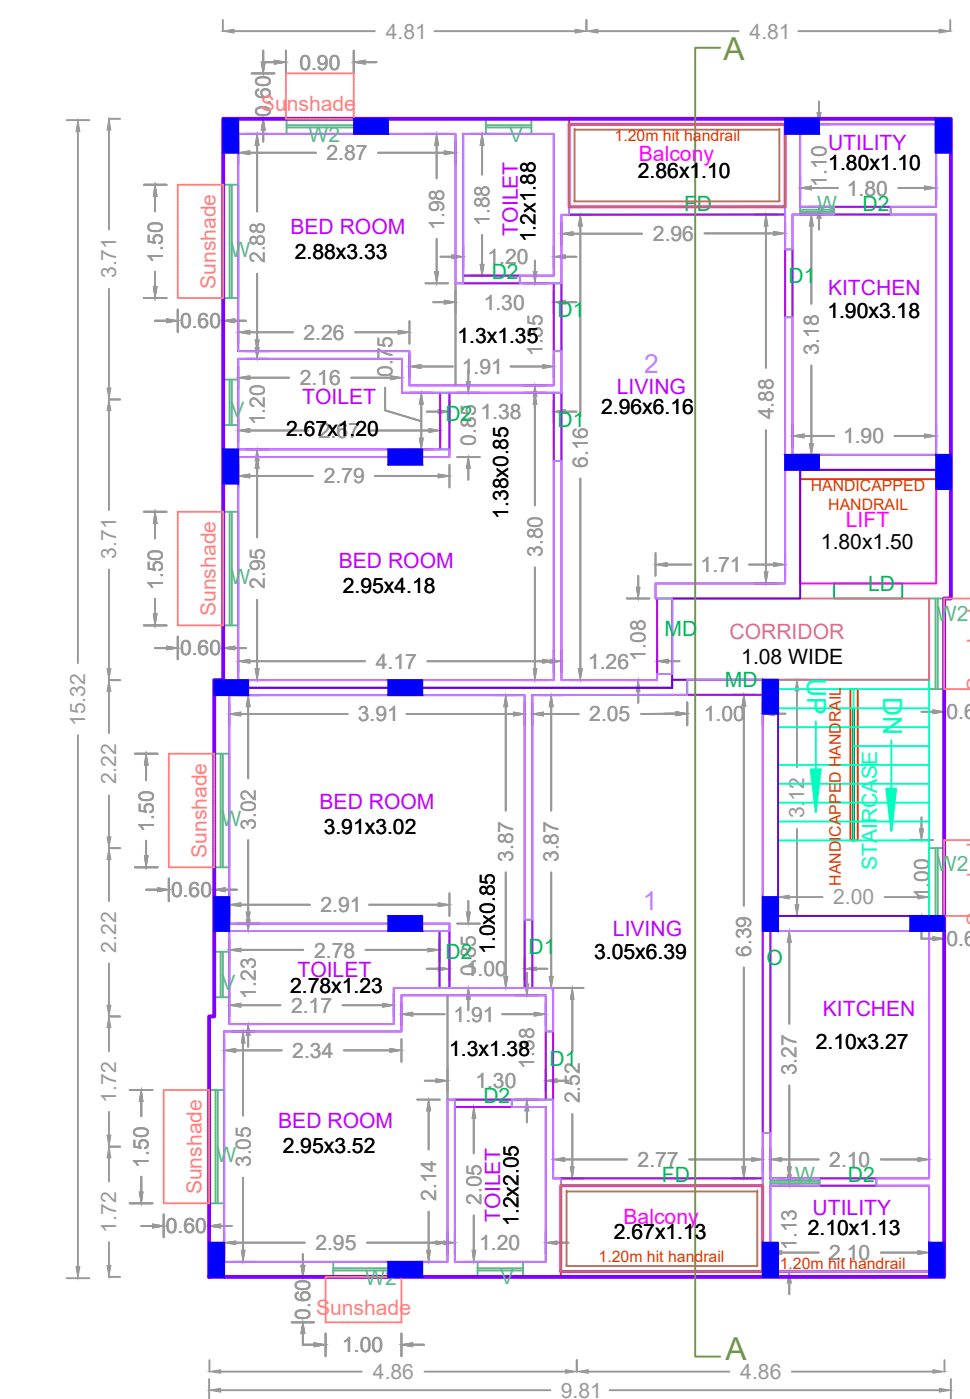 4.81
4.81
A
0.90
0.60
Sunshade
W2
V
1.20m hit handrail
Balcony
2.86x1.10
UTILITY
1.80x1.10
1.10
1.80
2.87
1.98
1.88
TOILET
1.2x1.88
FD
W
D2
BED ROOM
2.88x3.33
2.88
W
Sunshade
1.50
3.71
0.60
1.20
D2
2.96
D1
KITCHEN
1.90x3.18
3.18
1.30
D1
1.3x1.35
1.35
2.26
0.75
1.91
2
LIVING
2.96x6.16
4.88
6.16
2.16
TOILET
2.67x1.20
2.67
1.20
V
D2
0.85
1.38
D1
1.38x0.85
1.90
2.79
HANDICAPPED
HANDRAIL
LIFT
1.80x1.50
3.80
BED ROOM
2.95x4.18
2.95
W
Sunshade
1.50
3.71
0.60
1.71
LD
W2
MD
1.08
CORRIDOR
1.08 WIDE
4.17
1.26
MD
15.32
3.91
2.05
1.00
UP
DN
HANDICAPPED HANDRAIL
STAIRCASE
3.12
0.6
2.22
1.50
Sunshade
W
3.02
BED ROOM
3.91x3.02
3.87
3.87
0.60
2.91
1.0x0.85
0.85
1.00
W2
1.00
2.00
1
LIVING
3.05x6.39
6.39
0.6
2.22
D2
D1
O
2.78
TOILET
2.78x1.23
1.23
V
2.17
1.91
KITCHEN
2.10x3.27
3.27
1.3x1.38
1.38
D1
2.34
1.30
D2
2.52
1.72
1.50
Sunshade
W
3.05
BED ROOM
2.95x3.52
2.14
2.05
TOILET
1.2x2.05
2.77
FD
2.10
W
D2
1.72
0.60
2.95
1.20
Balcony
2.67x1.13
1.20m hit handrail
1.13
UTILITY
2.10x1.13
2.10
1.20m hit handrail
W2
V
0.60
Sunshade
1.00
A
4.86
4.86
9.81